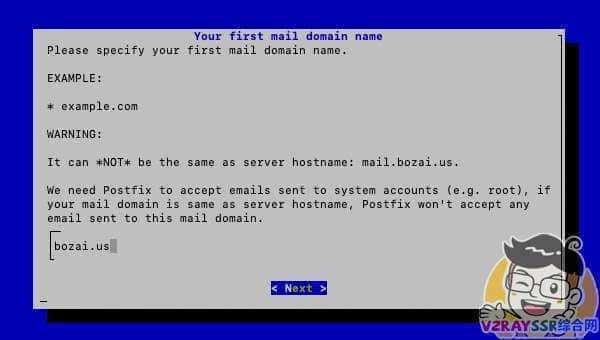 Your first mail domain name
Please specify your first mail domain name.
EXAMPLE:
* example.com
WARNING:
It can *NOT* be the same as server hostname: mail.bozai.us.
We need Postfix to accept emails sent to system accounts (e.g. root), if
your mail domain is same as server hostname, Postfix won't accept any
email sent to this mail domain.
bozai.us
< Next >
V2RAYSSR综合网